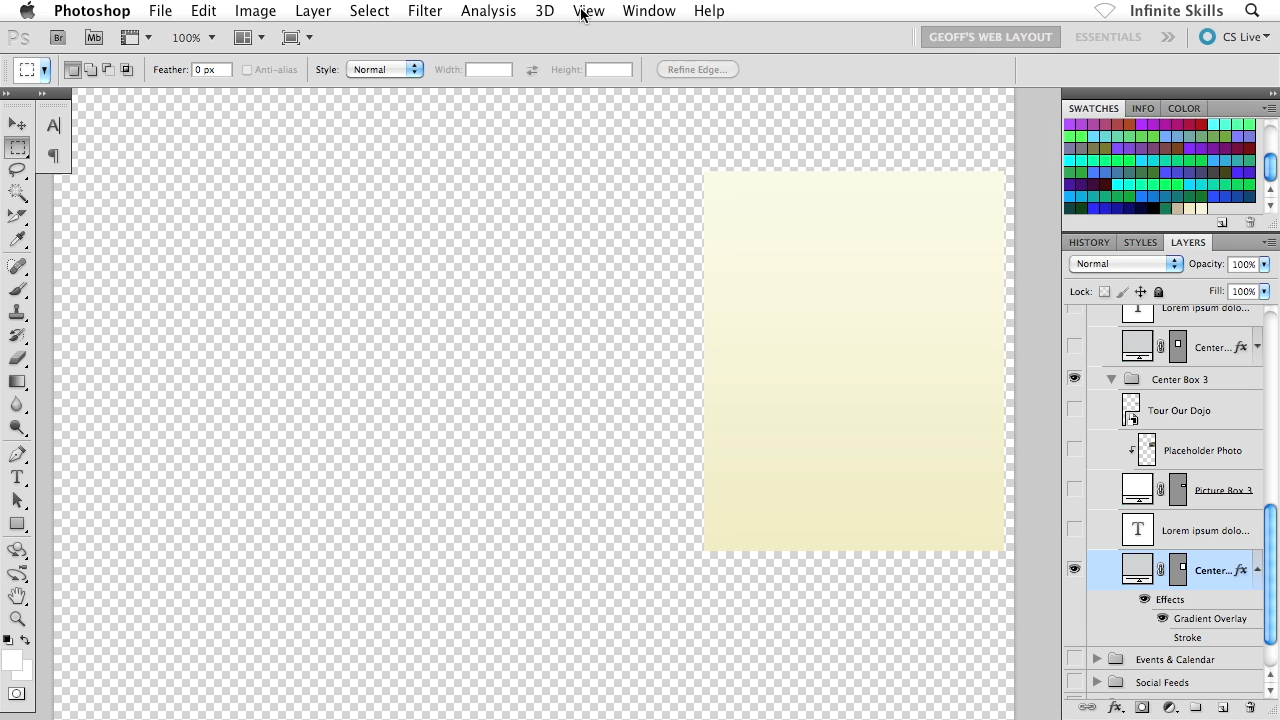 Photoshop File Edit Image Layer Select Filter Analysis 3D View Window Help Infinite Skills
Ps Br Mb 100% GEOFF'S WEB LAYOUT ESSENTIALS CS Live
Feather: 0 px Anti-alias Style: Normal Width: Height: Refine Edge...
A
SWATCHES INFO COLOR
HISTORY STYLES LAYERS
Normal Opacity: 100%
Lock: Fill: 100%
T Lorem ipsum dolo...
Center... fx
Center Box 3
Tour Our Dojo
Placeholder Photo
Picture Box 3
T Lorem ipsum dolo...
Center... fx
Effects
Gradient Overlay
Stroke
Events & Calendar
Social Feeds
fx